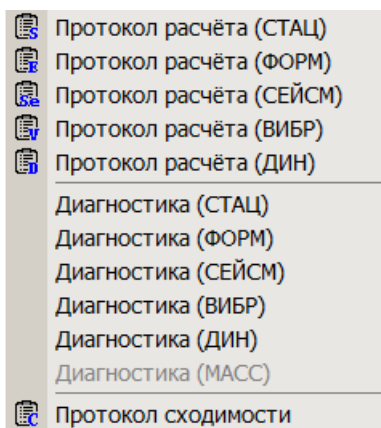 S Протокол расчёта (СТАЦ)
E Протокол расчёта (ФОРМ)
Se Протокол расчёта (СЕЙСМ)
V Протокол расчёта (ВИБР)
D Протокол расчёта (ДИН)
Диагностика (СТАЦ)
Диагностика (ФОРМ)
Диагностика (СЕЙСМ)
Диагностика (ВИБР)
Диагностика (ДИН)
Диагностика (МАСС)
C Протокол сходимости